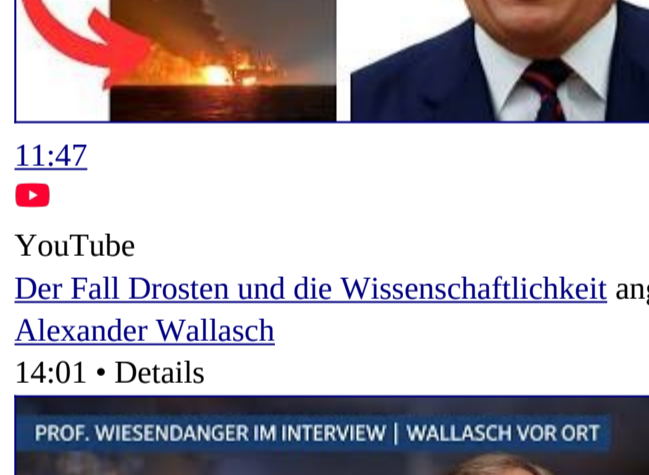 11:47
YouTube
Der Fall Drosten und die Wissenschaftlichkeit
Alexander Wallasch
14:01 • Details
PROF. WIESENDANGER IM INTERVIEW | WALLASCH VOR ORT